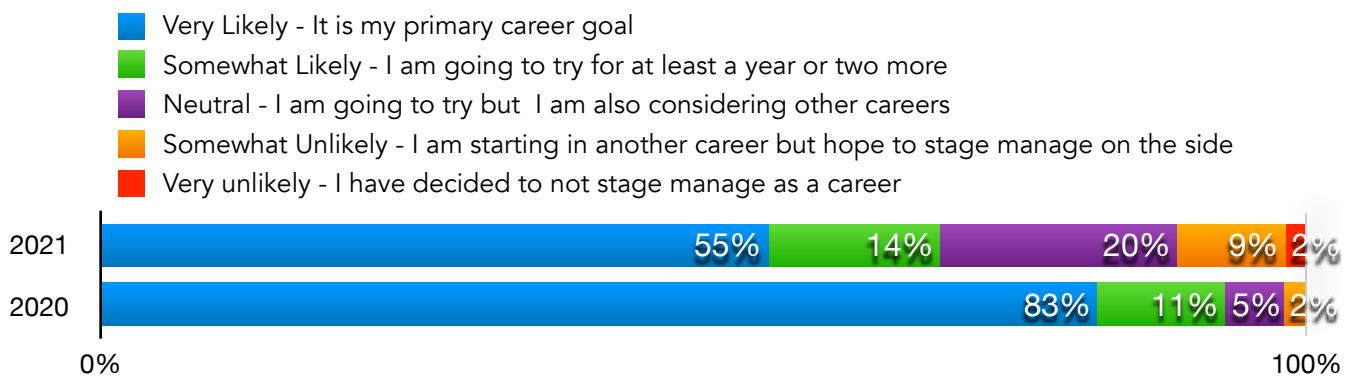 Very Likely - It is my primary career goal
Somewhat Likely - I am going to try for at least a year or two more
Neutral - I am going to try but  I am also considering other careers
Somewhat Unlikely - I am starting in another career but hope to stage manage on the side
Very unlikely - I have decided to not stage manage as a career
2021 55% 14% 20% 9% 2%
2020 83% 11% 5% 2%
0% 100%